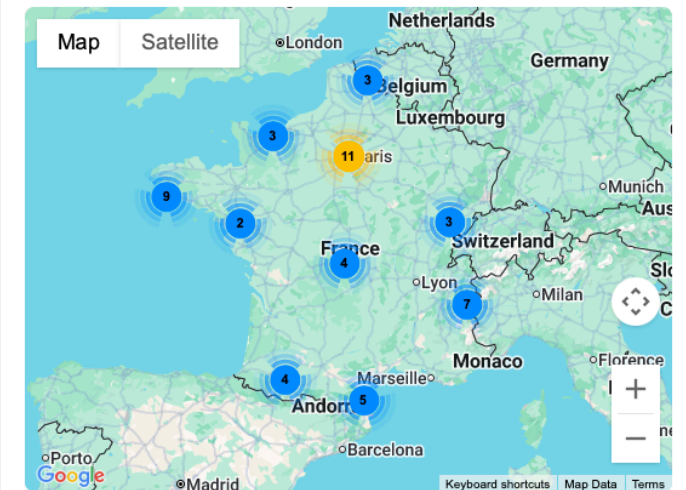 Netherlands
Map
Satellite
London
Germany
3
Belgium
Luxembourg
3
11
aris
Munich
9
Aus
2
3
Switzerland
France
4
Slo
Lyon
Milan
7
C
Monaco
Florence
4
Marseille
5
Andorr
Barcelona
Porto
Google
Madrid
Keyboard shortcuts
Map Data
Terms